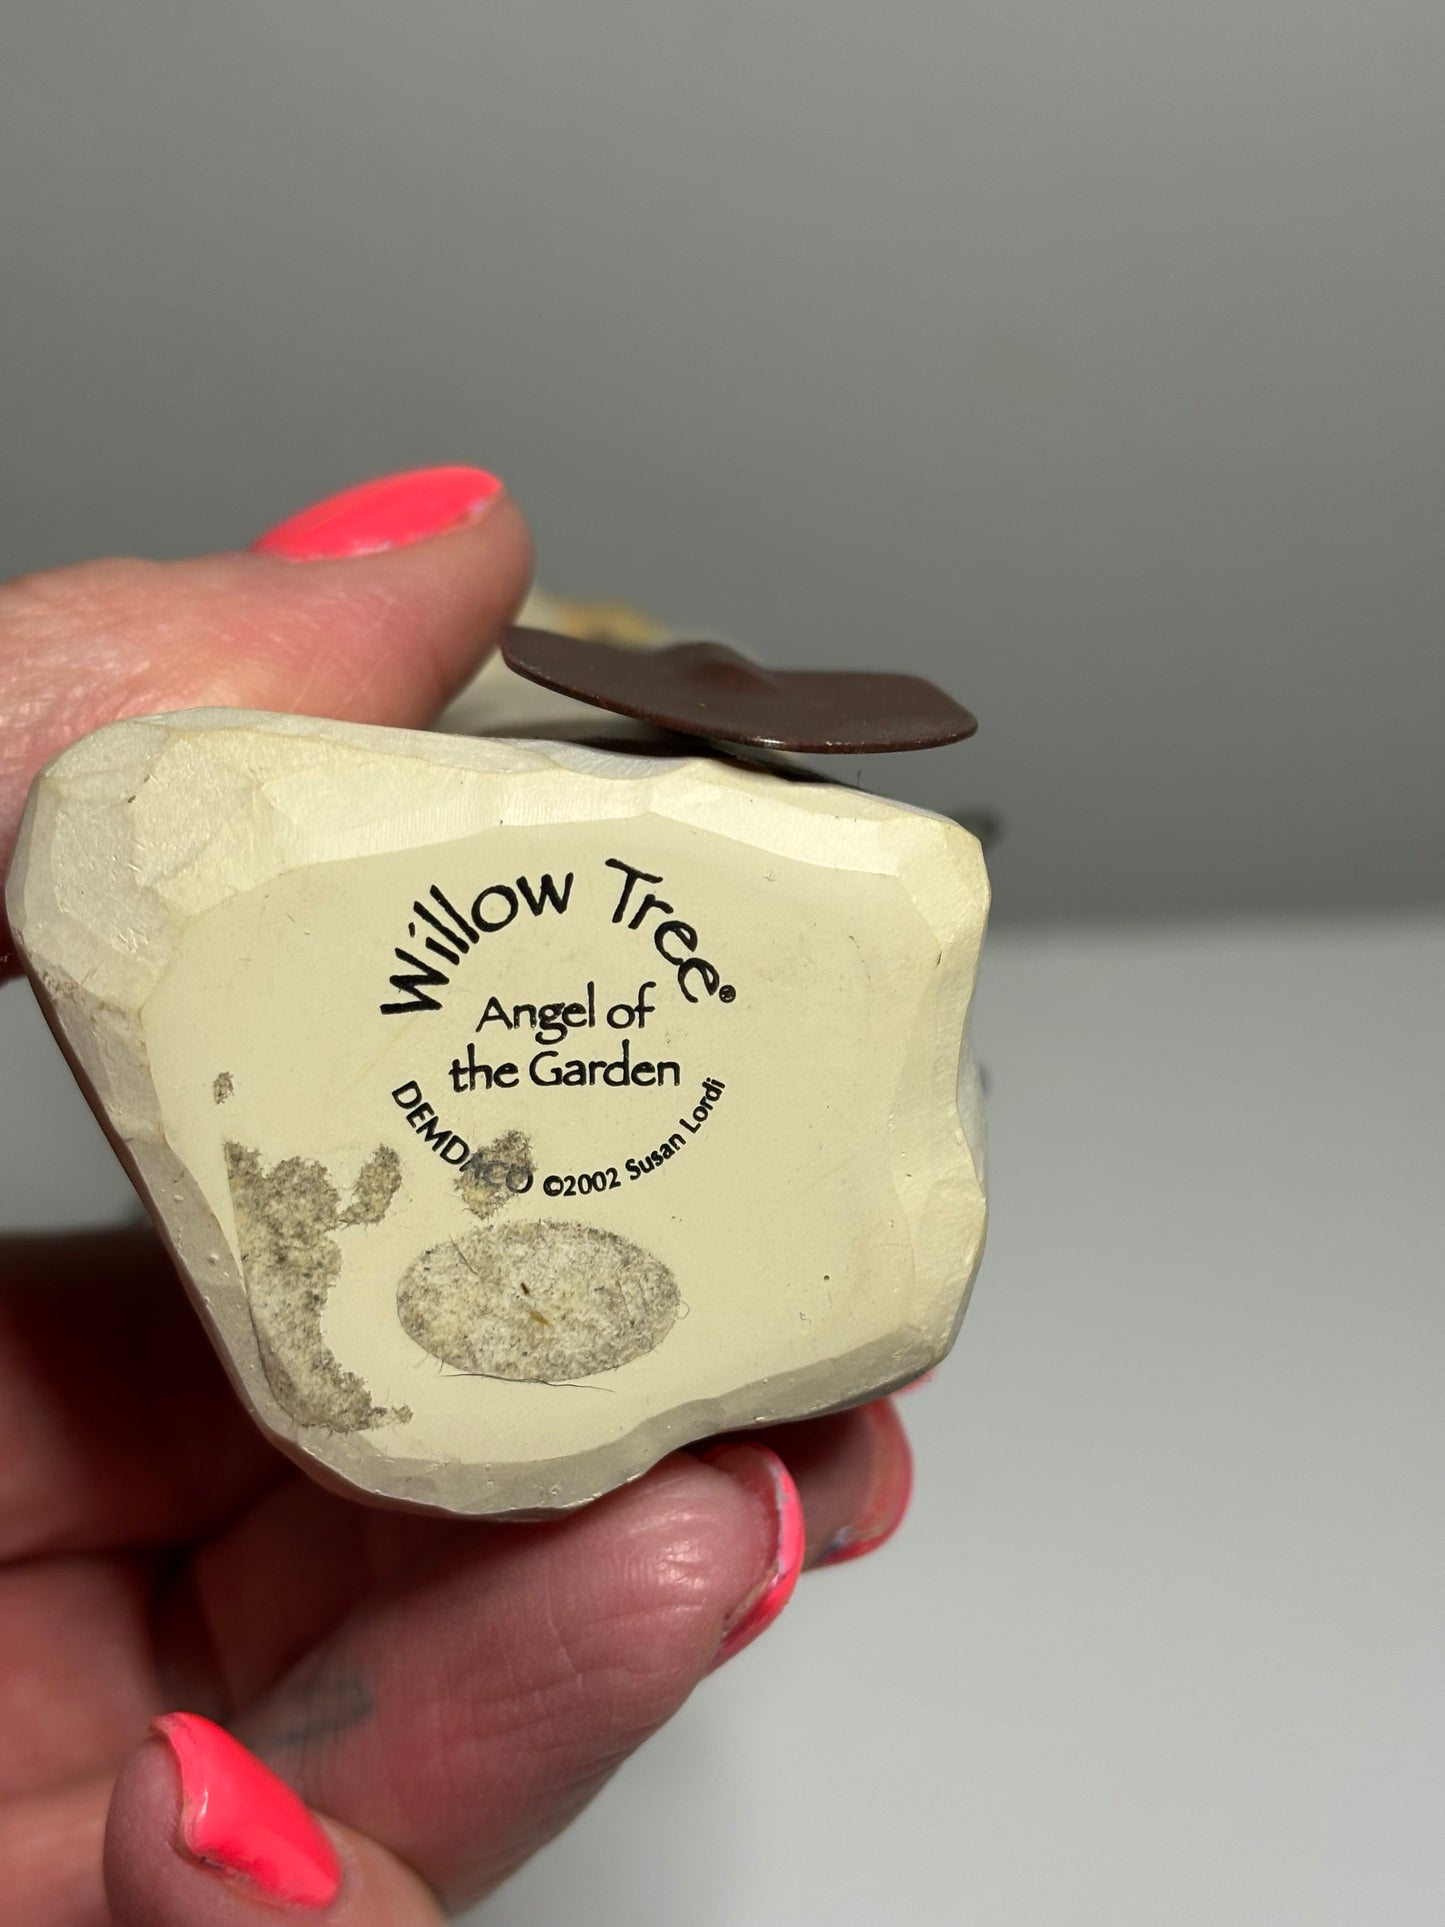 Willow Tree®
Angel of
the Garden
DEMDACO ©2002 Susan Lordi